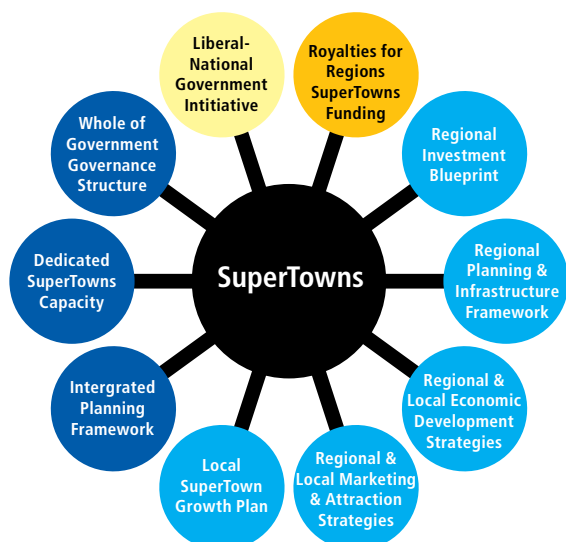 Liberal-
National
Government
Intitiative
Royalties for
Regions
SuperTowns
Funding
Whole of
Government
Governance
Structure
Regional
Investment
Blueprint
SuperTowns
Dedicated
SuperTowns
Capacity
Regional
Planning &
Infrastructure
Framework
Intergrated
Planning
Framework
Regional &
Local Economic
Development
Strategies
Local
SuperTown
Growth Plan
Regional &
Local Marketing
& Attraction
Strategies